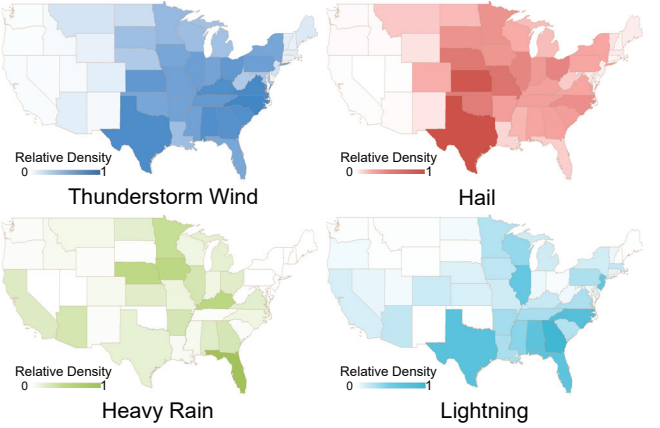 Relative Density
0 1
Thunderstorm Wind
Relative Density
0 1
Hail
Relative Density
0 1
Heavy Rain
Relative Density
0 1
Lightning